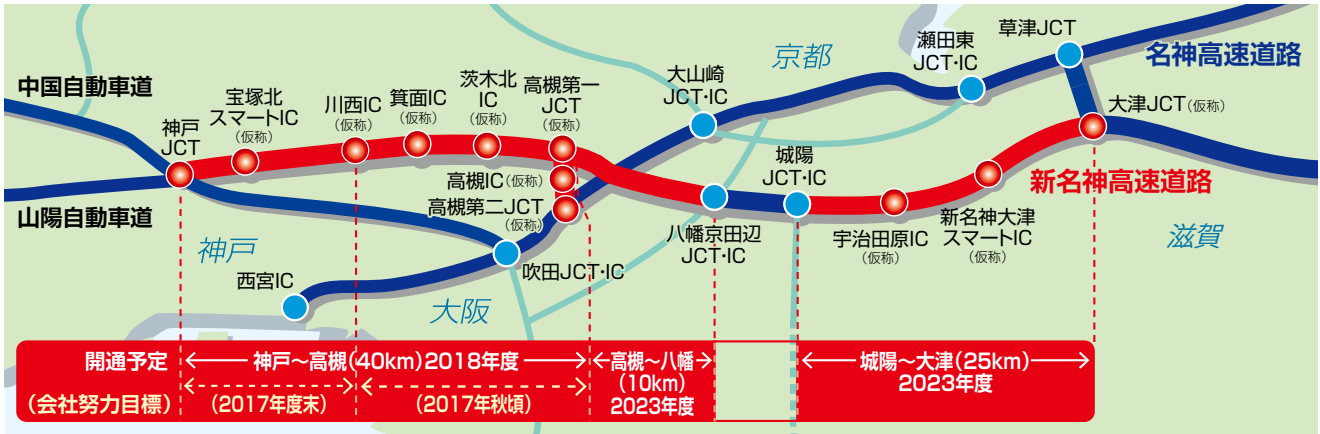 中国自動車道
山陽自動車道
神戸
JCT
宝塚北
スマートIC
(仮称)
川西IC
(仮称)
箕面IC
(仮称)
茨木北
IC
(仮称)
高槻第一
JCT
(仮称)
高槻IC(仮称)
高槻第二JCT
(仮称)
大山崎
JCT・IC
京都
瀬田東
JCT・IC
草津JCT
名神高速道路
大津JCT(仮称)
城陽
JCT・IC
新名神高速道路
八幡京田辺
JCT・IC
宇治田原IC
(仮称)
新名神大津
スマートIC
(仮称)
滋賀
神戸
西宮IC
大阪
吹田JCT・IC
開通予定
神戸~高槻(40km)2018年度
高槻~八幡
(10km)
2023年度
城陽~大津(25km)
2023年度
(会社努力目標)
(2017年度末)
(2017年秋頃)